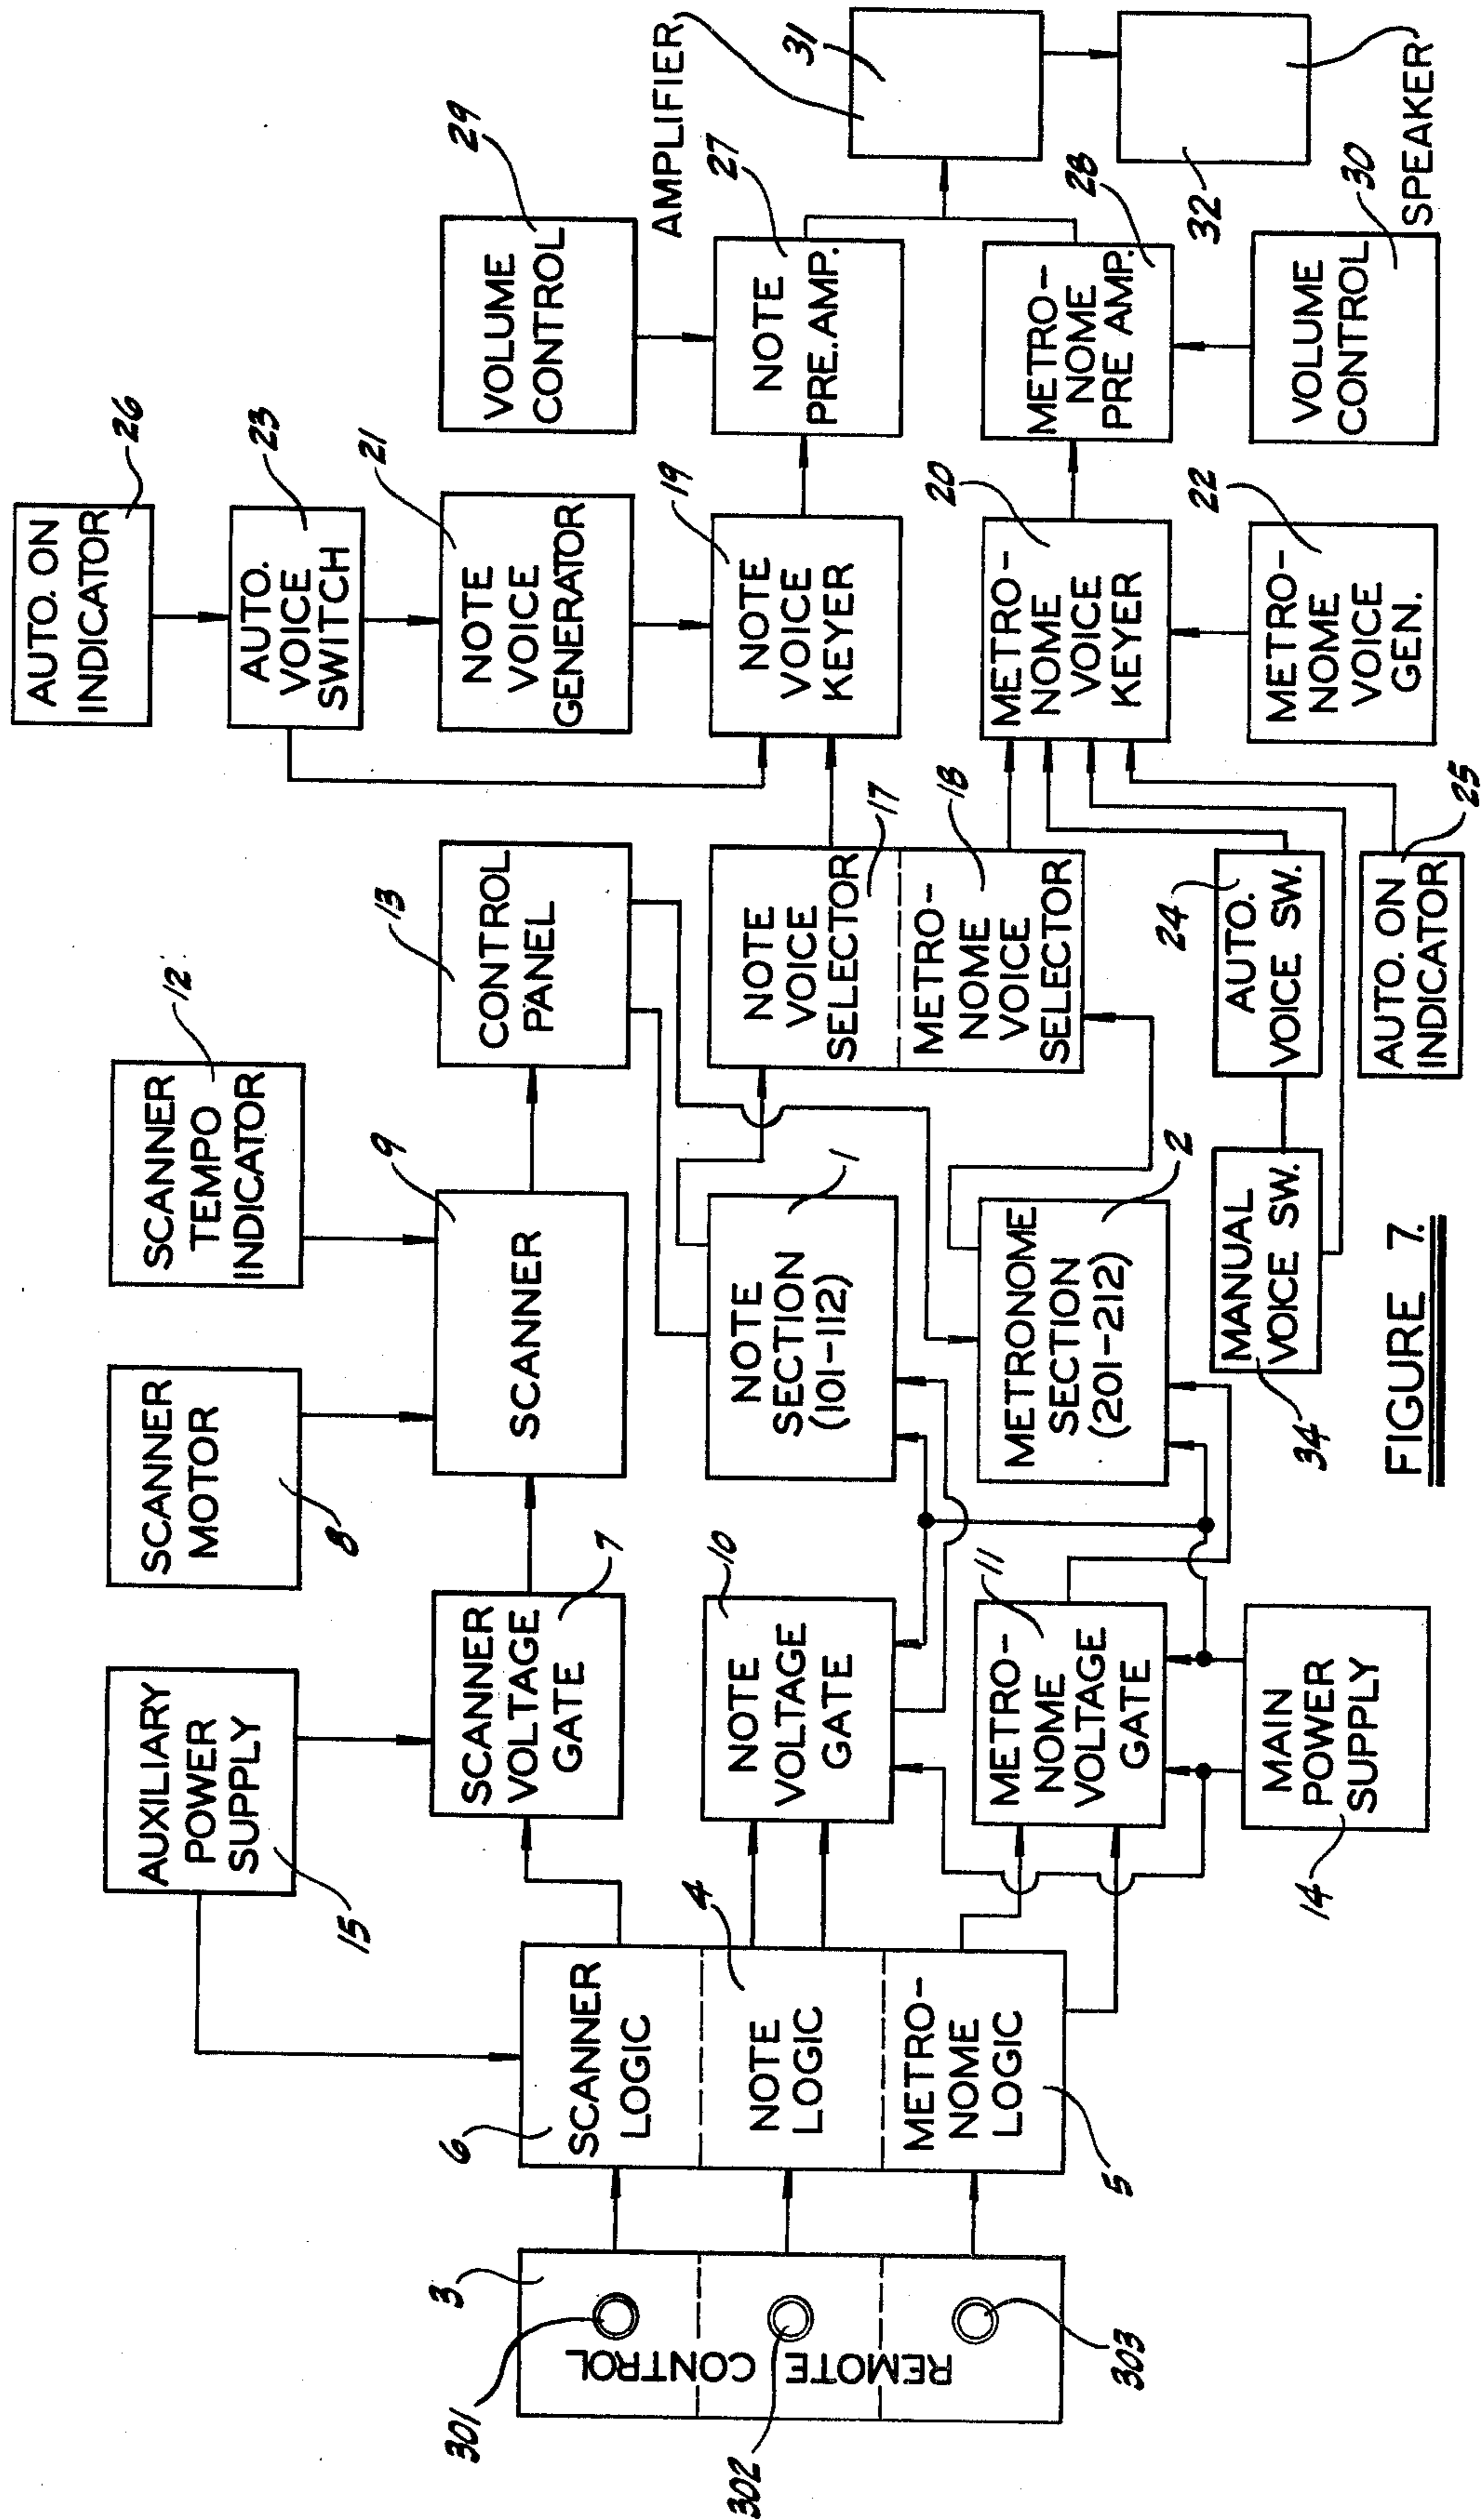 AUTO. ON
INDICATOR
26
AUTO.
VOICE
SWITCH
23
NOTE
VOICE
GENERATOR
21
VOLUME
CONTROL
29
AMPLIFIER
31
SCANNER
TEMPO
INDICATOR
12
SCANNER
MOTOR
8
AUXILIARY
POWER
SUPPLY
15
CONTROL
PANEL
13
SCANNER
9
SCANNER
VOLTAGE
GATE
7
NOTE
VOICE
KEYER
19
NOTE
PRE.AMP.
27
NOTE
VOICE
SELECTOR
17
METRO-
NOME
VOICE
SELECTOR
18
NOTE
SECTION
(101-112)
1
NOTE
VOLTAGE
GATE
10
SCANNER
LOGIC
6
NOTE
LOGIC
4
METRO-
NOME
LOGIC
5
REMOTE CONTROL
3
301
302
303
METRO-
NOME
VOLTAGE
GATE
11
METRONOME
SECTION
(201-212)
2
METRO-
NOME
VOICE
KEYER
20
METRO-
NOME
PRE AMP.
28
32
SPEAKER
MAIN
POWER
SUPPLY
14
MANUAL
VOICE SW.
34
AUTO.
VOICE SW.
24
AUTO. ON
INDICATOR
25
METRO-
NOME
VOICE
GEN.
22
VOLUME
CONTROL
30
FIGURE 7.